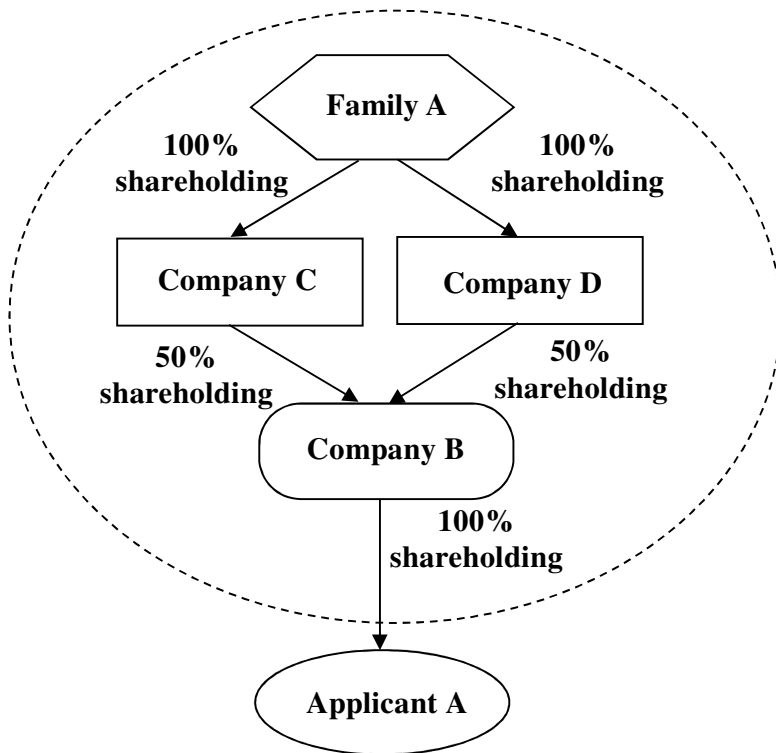 Family A
100%
shareholding
100%
shareholding
Company C
Company D
50%
shareholding
50%
shareholding
Company B
100%
shareholding
Applicant A